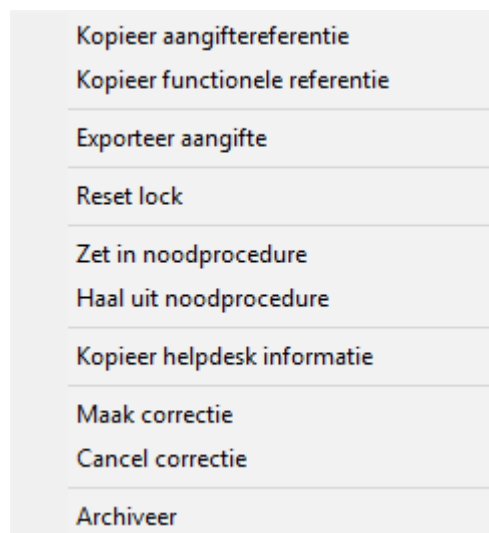 Kopieer aangiftereferentie
Kopieer functionele referentie
Exporteer aangifte
Reset lock
Zet in noodprocedure
Haal uit noodprocedure
Kopieer helpdesk informatie
Maak correctie
Cancel correctie
Archiveer